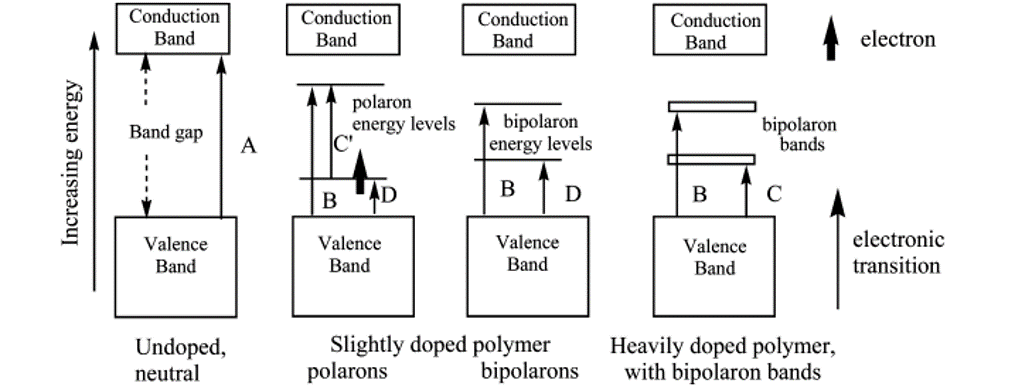 Conduction
Band
Conduction
Band
Conduction
Band
Conduction
Band
electron
Increasing energy
Band gap
A
polaron
energy levels
C'
B
D
bipolaron
energy levels
B
D
bipolaron
bands
B
C
Valence
Band
Valence
Band
Valence
Band
Valence
Band
electronic
transition
Undoped,
neutral
Slightly doped polymer
polarons
bipolarons
Heavily doped polymer,
with bipolaron bands